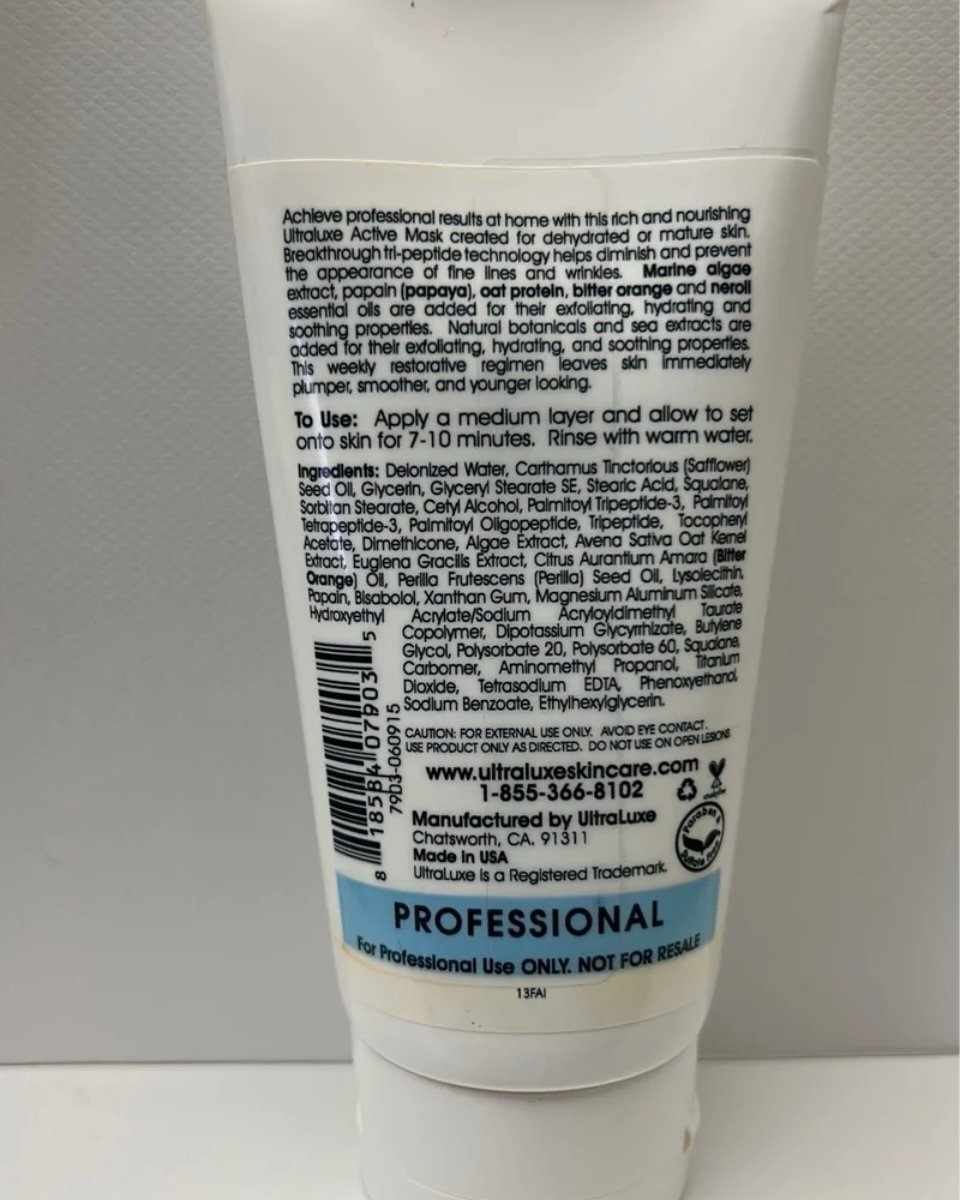 Achieve professional results at home with this rich and nourishing
Ultraluxe Active Mask created for dehydrated or mature skin.
Breakthrough tri-peptide technology helps diminish and prevent
the appearance of fine lines and wrinkles. Marine algae
extract, papain (papaya), oat protein, bitter orange and neroli
essential oils are added for their exfoliating, hydrating and
soothing properties. Natural botanicals and sea extracts are
added for their exfoliating, hydrating, and soothing properties.
This weekly restorative regimen leaves skin immediately
plumper, smoother, and younger looking.
To Use: Apply a medium layer and allow to set
onto skin for 7-10 minutes. Rinse with warm water.
Ingredients: Deionized Water, Carthamus Tinctorious (Safflower)
Seed Oil, Glycerin, Glyceryl Stearate SE, Stearic Acid, Squalane,
Sorbitan Stearate, Cetyl Alcohol, Palmitoyl Tripeptide-3, Palmitoyl
Tetrapeptide-3, Palmitoyl Oligopeptide, Tripeptide, Tocopheryl
Acetate, Dimethicone, Algae Extract, Avena Sativa Oat Kernel
Extract, Euglena Gracilis Extract, Citrus Aurantium Amara (Bitter
Orange) Oil, Perilla Frutescens (Perilla) Seed Oil, Lysolecithin,
Papain, Bisabolol, Xanthan Gum, Magnesium Aluminum Silicate,
Hydroxyethyl Acrylate/Sodium Acryloyldimethyl Taurate
Copolymer, Dipotassium Glycyrrhizate, Butylene
Glycol, Polysorbate 20, Polysorbate 60, Squalane,
Carbomer, Aminomethyl Propanol, Titanium
Dioxide, Tetrasodium EDTA, Phenoxyethanol,
Sodium Benzoate, Ethylhexylglycerin.
8 18584 07903 5
7903-060915
CAUTION: FOR EXTERNAL USE ONLY. AVOID EYE CONTACT.
USE PRODUCT ONLY AS DIRECTED. DO NOT USE ON OPEN LESIONS
www.ultraluxeskincare.com
1-855-366-8102
Manufactured by UltraLuxe
Chatsworth, CA. 91311
Made in USA
UltraLuxe is a Registered Trademark.
Paraben &
Sulfate Free
PROFESSIONAL
For Professional Use ONLY. NOT FOR RESALE
13FAI